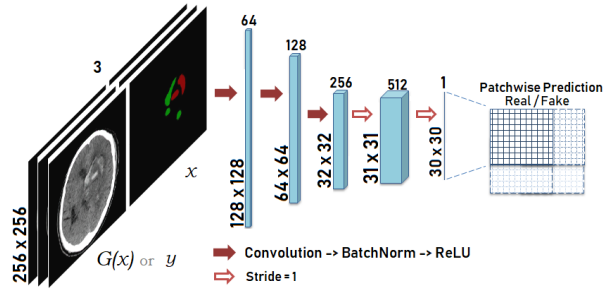 3
256 x 256
G(x) or y
x
64
128 x 128
128
64 x 64
256
32 x 32
512
31 x 31
1
30 x 30
Patchwise Prediction
Real / Fake
Convolution -> BatchNorm -> ReLU
Stride = 1